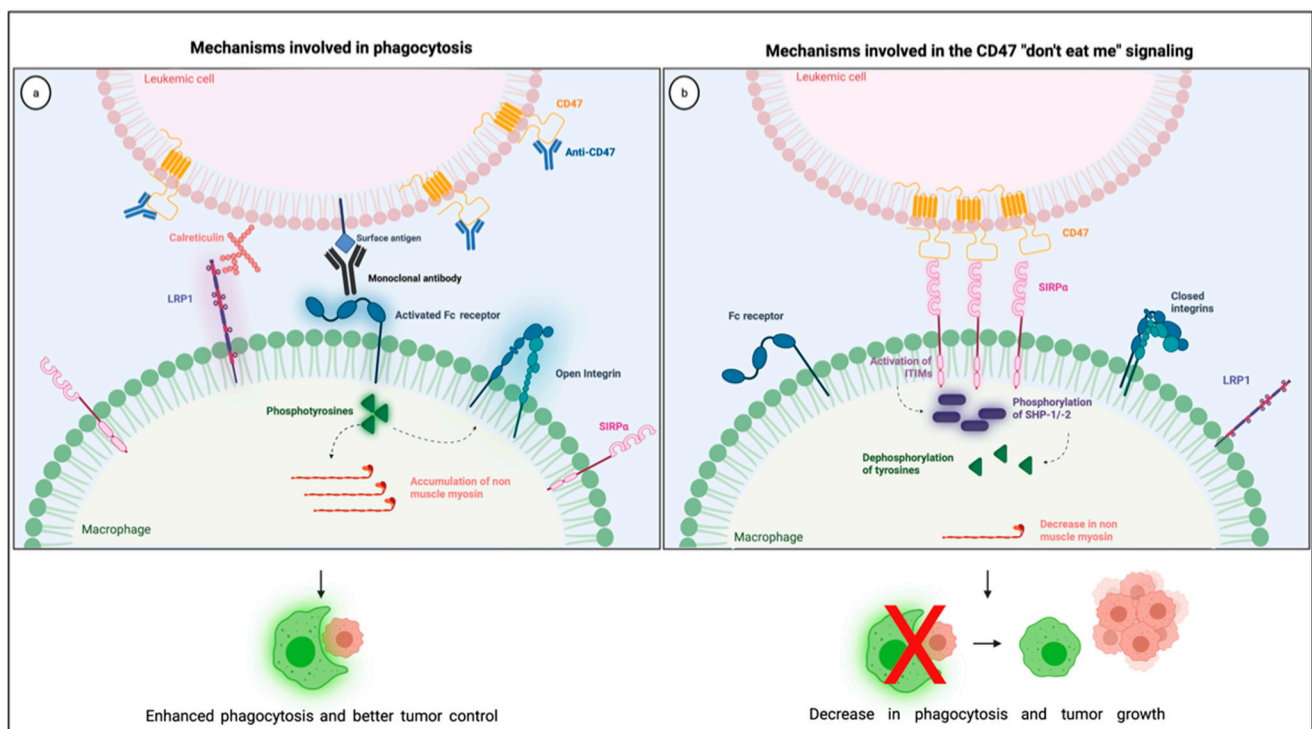 Mechanisms involved in phagocytosis
a
Leukemic cell
CD47
Anti-CD47
Calreticulin
Surface antigen
Monoclonal antibody
LRP1
Activated Fc receptor
Open Integrin
Phosphotyrosines
SIRPα
Accumulation of non
muscle myosin
Macrophage
Enhanced phagocytosis and better tumor control
Mechanisms involved in the CD47 "don't eat me" signaling
b
Leukemic cell
CD47
SIRPα
Closed
integrins
Fc receptor
Activation of
ITIMs
LRP1
Phosphorylation
of SHP-1/-2
Dephosphorylation
of tyrosines
Decrease in non
muscle myosin
Macrophage
Decrease in phagocytosis and tumor growth